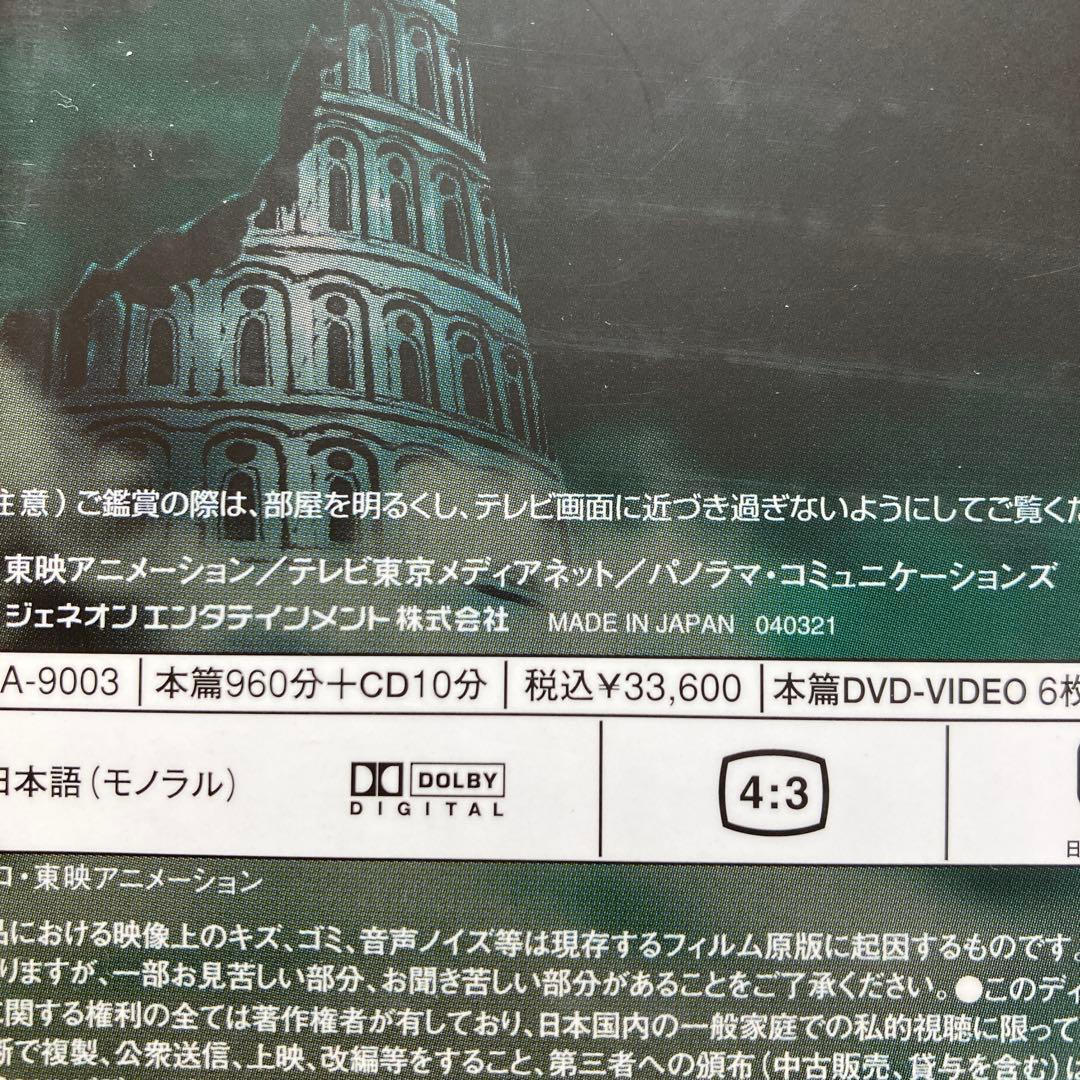 注意）ご鑑賞の際は、部屋を明るくし、テレビ画面に近づき過ぎないようにしてご覧くだ
東映アニメーション／テレビ東京メディアネット／パノラマ・コミュニケーションズ
ジェネオン エンタテインメント株式会社 MADE IN JAPAN 040321
A-9003 本篇960分＋CD10分 税込¥33,600 本篇DVD-VIDEO 6枚
日本語（モノラル） DOLBY DIGITAL 4:3
日
ロ・東映アニメーション
品における映像上のキズ、ゴミ、音声ノイズ等は現存するフィルム原版に起因するものです。
りますが、一部お見苦しい部分、お聞き苦しい部分があることをご了承ください。●このディ
に関する権利の全ては著作権者が有しており、日本国内の一般家庭での私的視聴に限って
断で複製、公衆送信、上映、改編等をすること、第三者への頒布（中古販売、貸与を含む）は